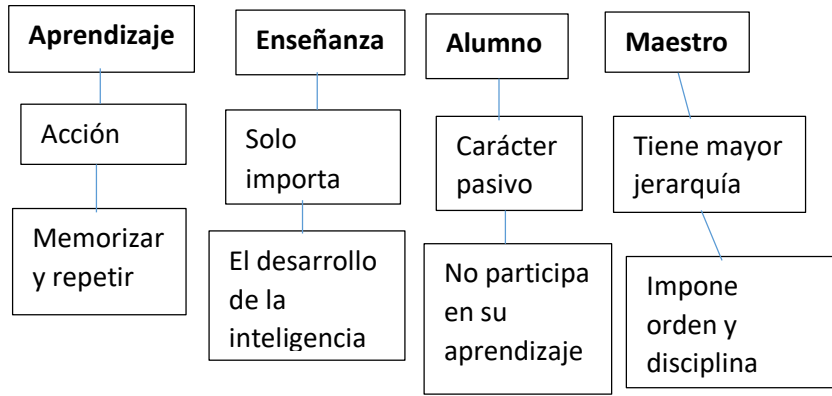 Aprendizaje
Acción
Memorizar
y repetir
Enseñanza
Solo
importa
El desarrollo
de la
inteligencia
Alumno
Carácter
pasivo
No participa
en su
aprendizaje
Maestro
Tiene mayor
jerarquía
Impone
orden y
disciplina